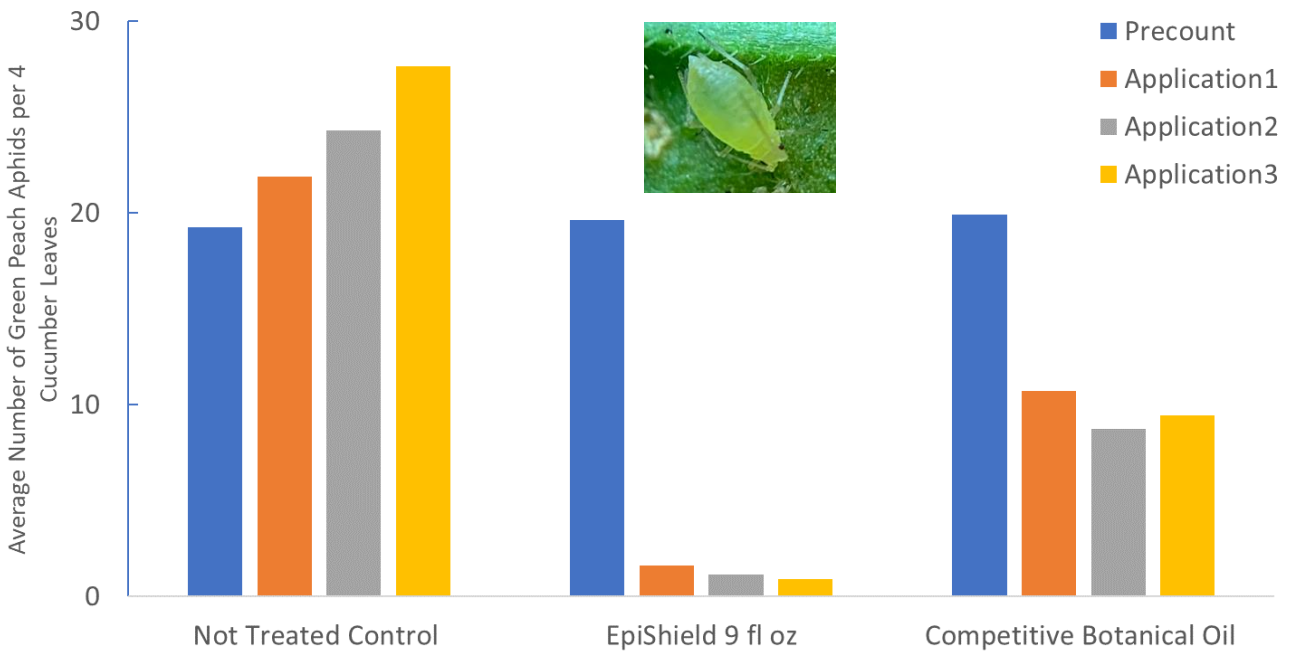 30
20
10
0
Average Number of Green Peach Aphids per 4
Cucumber Leaves
Precount
Application1
Application2
Application3
Not Treated Control
EpiShield 9 fl oz
Competitive Botanical Oil